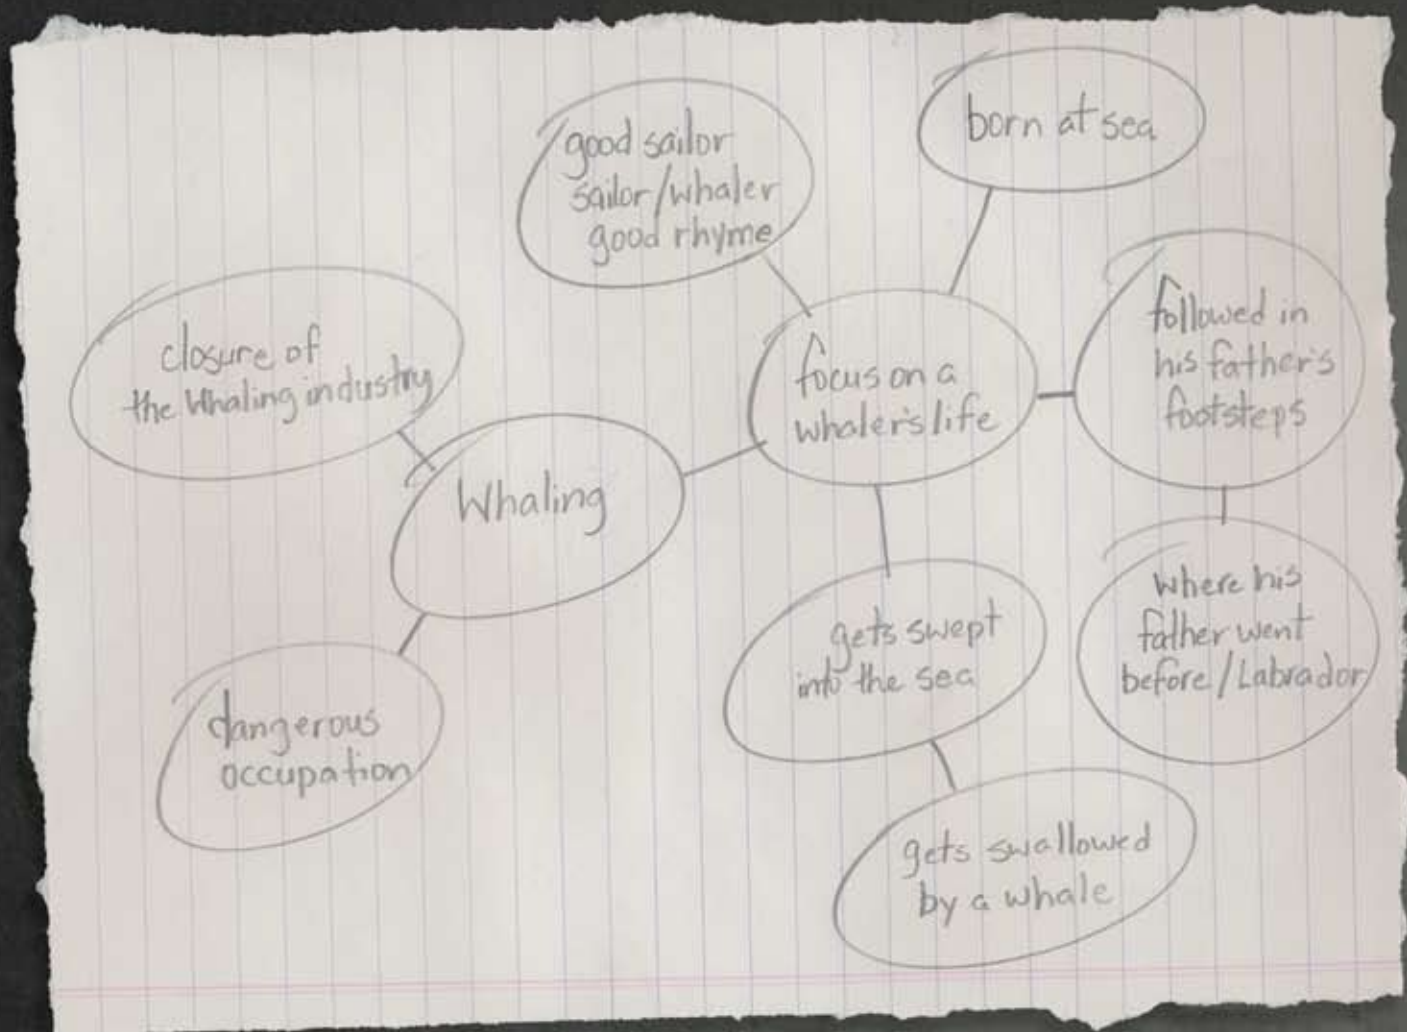 born at sea
good sailor
sailor/whaler
good rhyme
followed in
his father's
footsteps
closure of
the Whaling industry
focus on a
whaler's life
Whaling
where his
father went
before/Labrador
gets swept
into the sea
dangerous
occupation
gets swallowed
by a whale